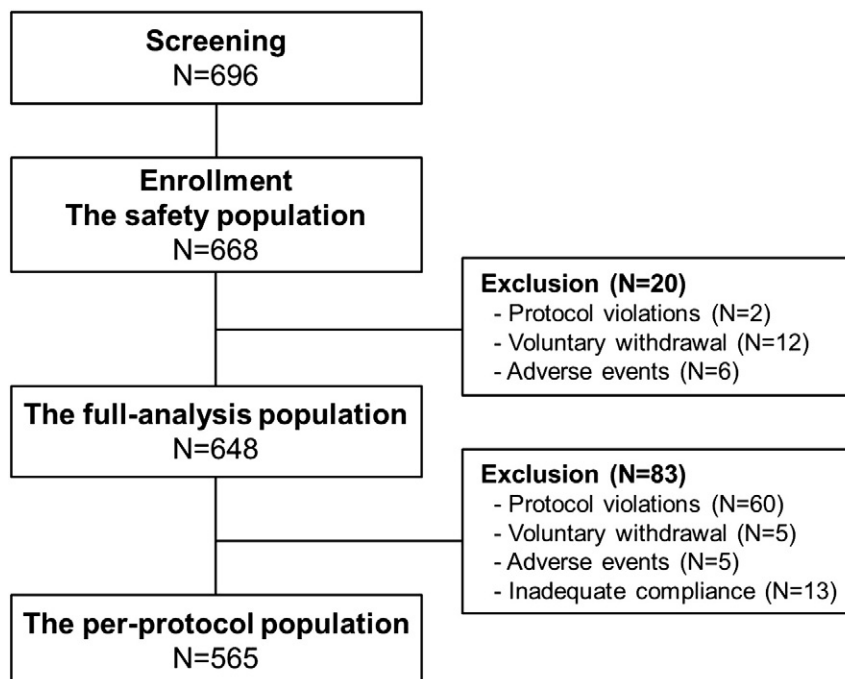 Screening
N=696
Enrollment
The safety population
N=668
Exclusion (N=20)
- Protocol violations (N=2)
- Voluntary withdrawal (N=12)
- Adverse events (N=6)
The full-analysis population
N=648
Exclusion (N=83)
- Protocol violations (N=60)
- Voluntary withdrawal (N=5)
- Adverse events (N=5)
- Inadequate compliance (N=13)
The per-protocol population
N=565